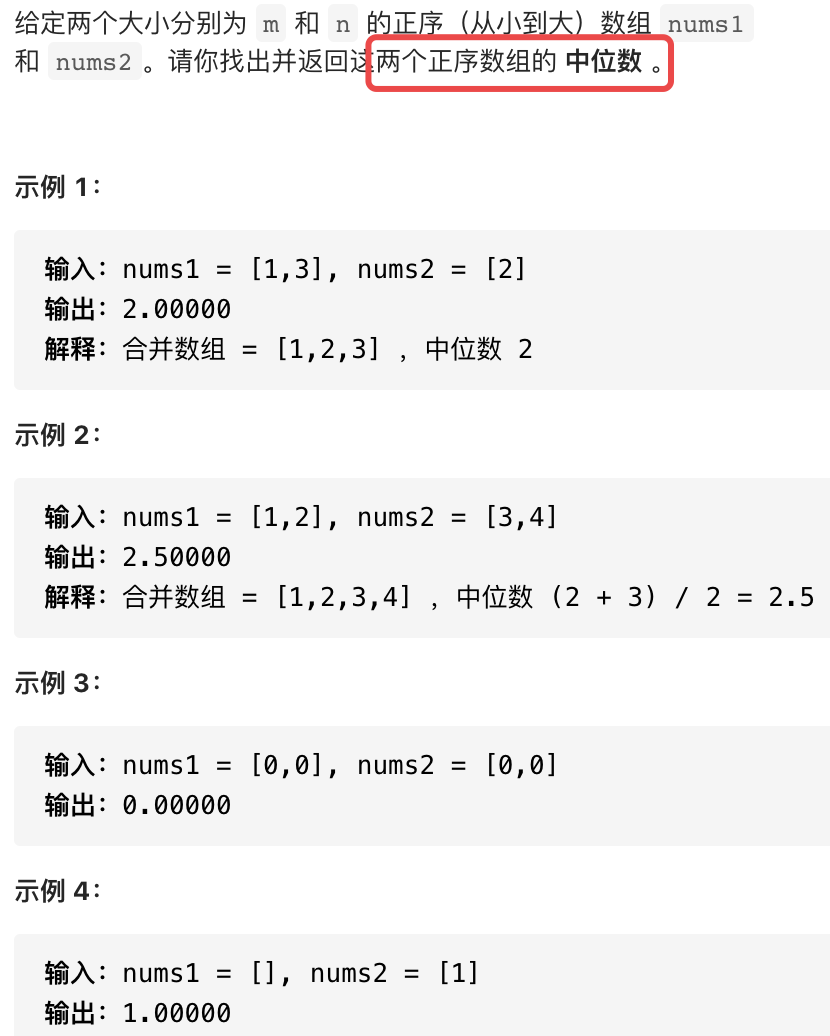 给定两个大小分别为 m 和 n 的正序（从小到大）数组 nums1
和 nums2 。请你找出并返回这两个正序数组的 中位数 。
示例 1：
输入：nums1 = [1,3], nums2 = [2]
输出：2.00000
解释：合并数组 = [1,2,3] ，中位数 2
示例 2：
输入：nums1 = [1,2], nums2 = [3,4]
输出：2.50000
解释：合并数组 = [1,2,3,4] ，中位数 (2 + 3) / 2 = 2.5
示例 3：
输入：nums1 = [0,0], nums2 = [0,0]
输出：0.00000
示例 4：
输入：nums1 = [], nums2 = [1]
输出：1.00000